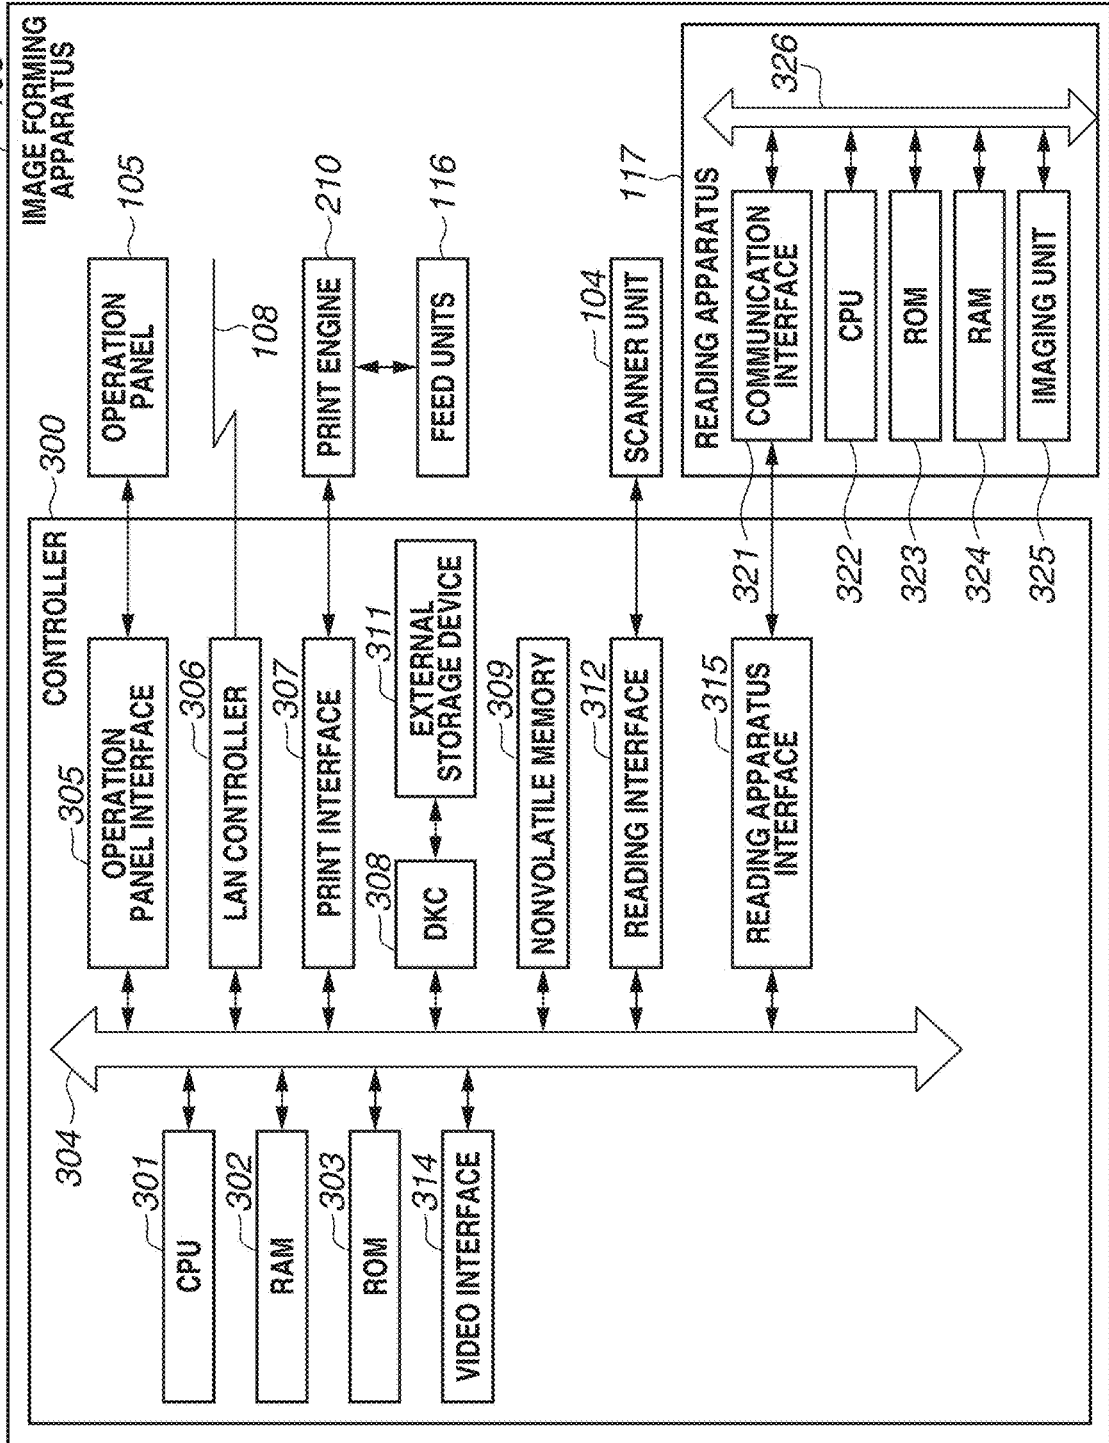 IMAGE FORMING
APPARATUS
300
CONTROLLER
304
301
CPU
302
RAM
303
ROM
314
VIDEO INTERFACE
305
OPERATION
PANEL INTERFACE
306
LAN CONTROLLER
307
PRINT INTERFACE
308
DKC
311
EXTERNAL
STORAGE DEVICE
309
NONVOLATILE MEMORY
312
READING INTERFACE
315
READING APPARATUS
INTERFACE
105
OPERATION
PANEL
108
210
PRINT ENGINE
116
FEED UNITS
104
SCANNER UNIT
117
READING APPARATUS
326
321
COMMUNICATION
INTERFACE
322
CPU
323
ROM
324
RAM
325
IMAGING UNIT